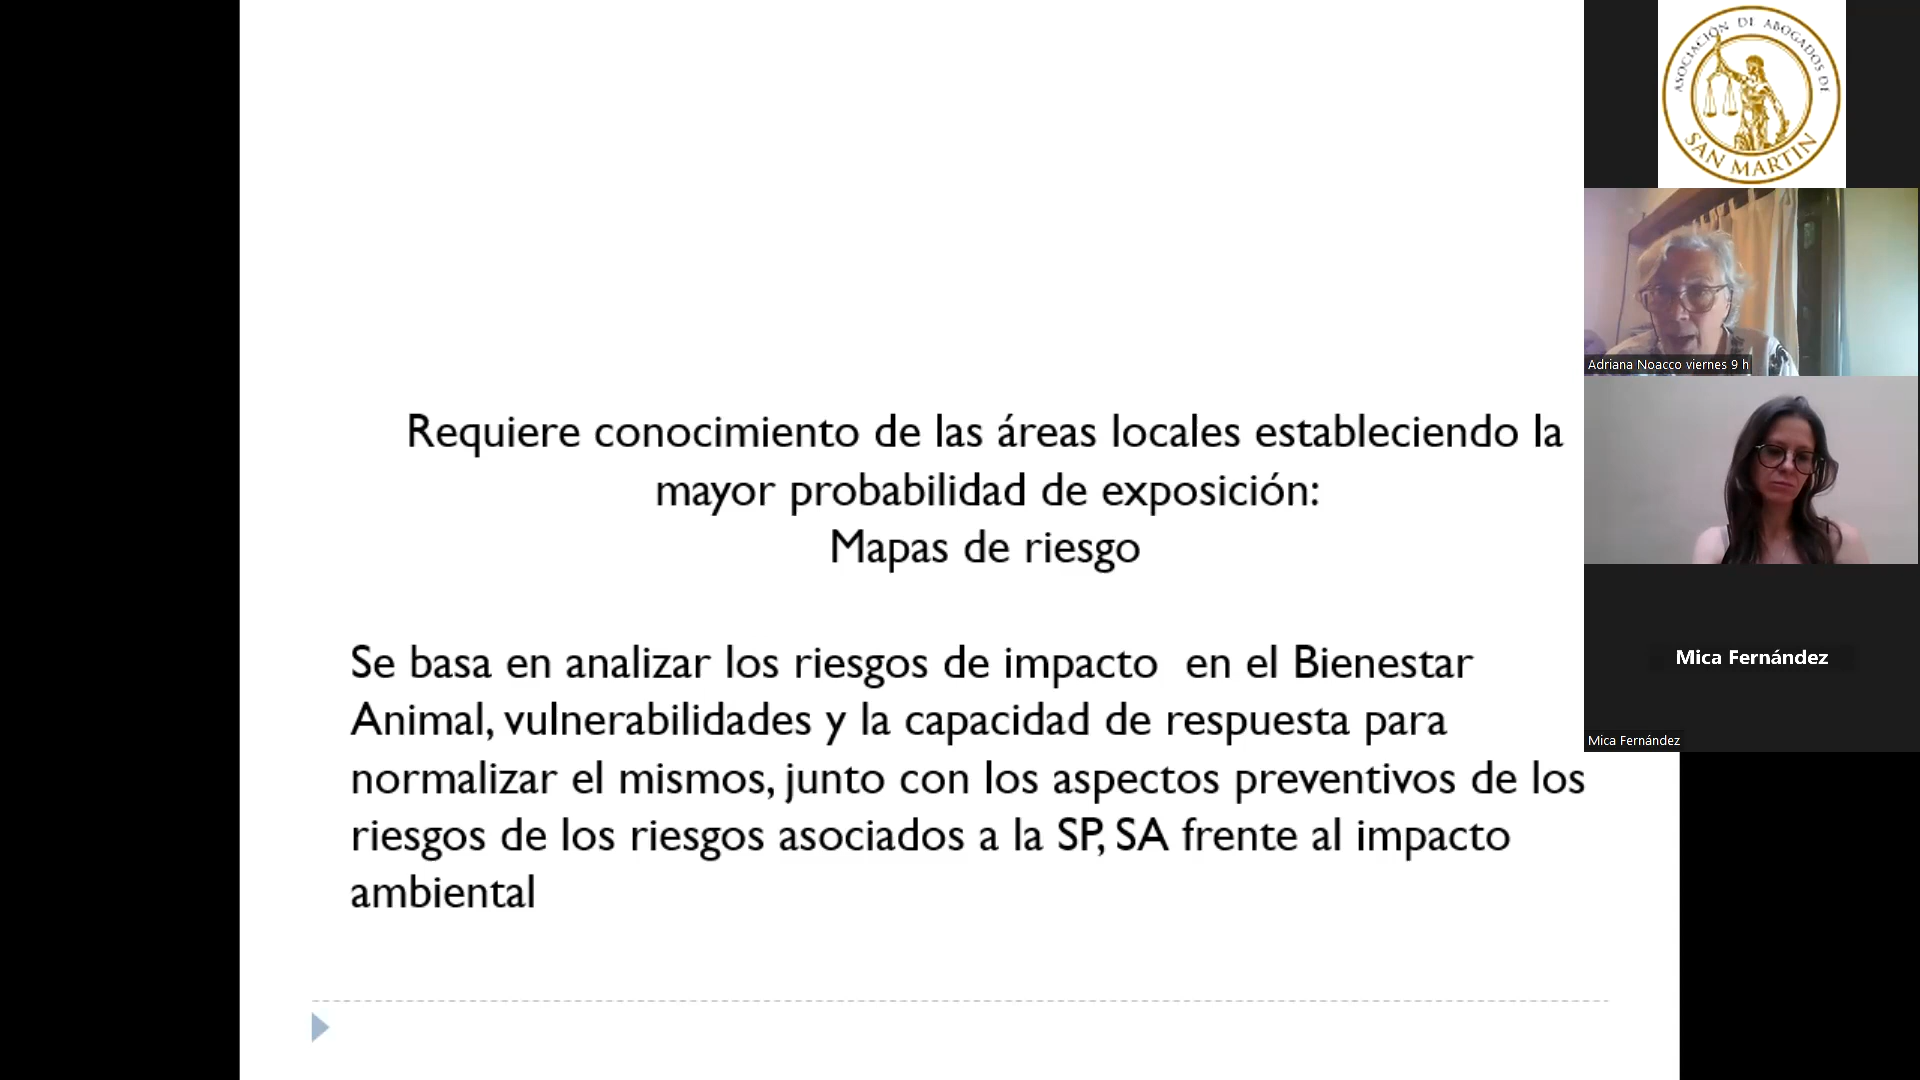 Requiere conocimiento de las áreas locales estableciendo la
mayor probabilidad de exposición:
Mapas de riesgo
Se basa en analizar los riesgos de impacto  en el Bienestar
Animal, vulnerabilidades y la capacidad de respuesta para
normalizar el mismos, junto con los aspectos preventivos de los
riesgos de los riesgos asociados a la SP, SA frente al impacto
ambiental
ASOCIACIÓN DE ABOGADOS DE
SAN MARTIN
Adriana Noacco viernes 9 h
Mica Fernández
Mica Fernández